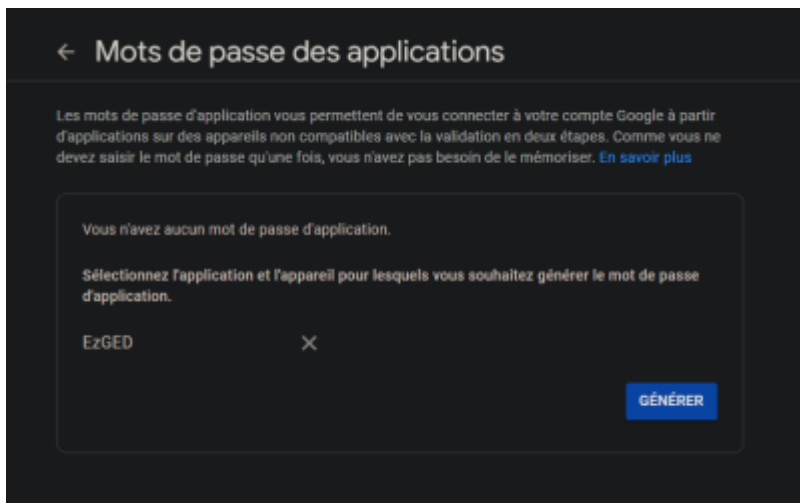 ← Mots de passe des applications
Les mots de passe d'application vous permettent de vous connecter à votre compte Google à partir
d'applications sur des appareils non compatibles avec la validation en deux étapes. Comme vous ne
devez saisir le mot de passe qu'une fois, vous n'avez pas besoin de le mémoriser. En savoir plus
Vous n'avez aucun mot de passe d'application.
Sélectionnez l'application et l'appareil pour lesquels vous souhaitez générer le mot de passe
d'application.
EzGED ✕
GÉNÉRER